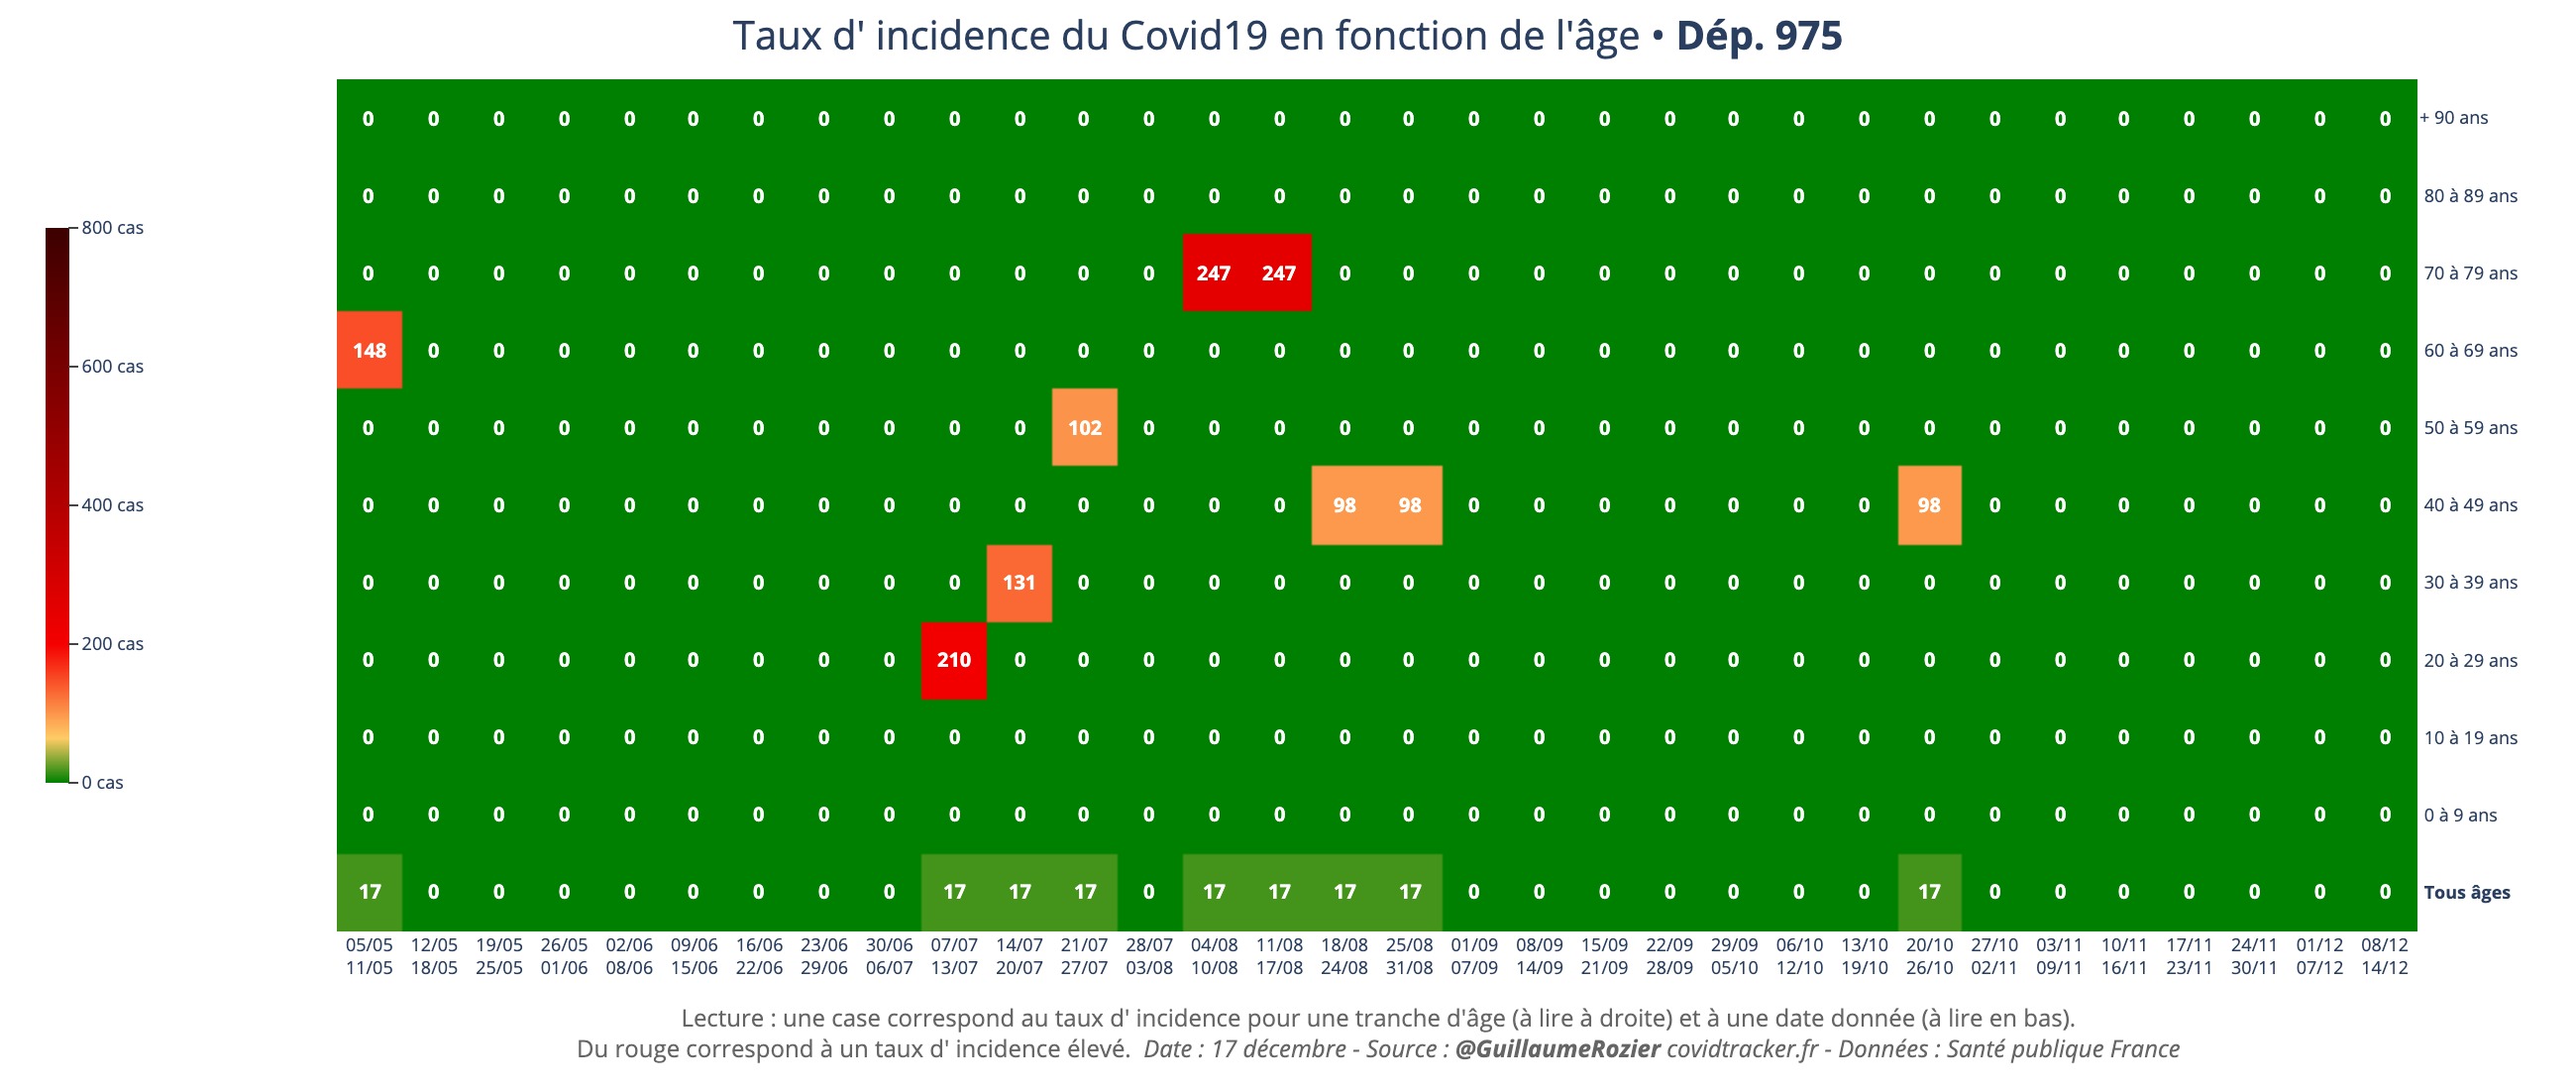 Taux d' incidence du Covid19 en fonction de l'âge • Dép. 975
0 0 0 0 0 0 0 0 0 0 0 0 0 0 0 0 0 0 0 0 0 0 0 0 0 0 0 0 0 0 0 0 + 90 ans
0 0 0 0 0 0 0 0 0 0 0 0 0 0 0 0 0 0 0 0 0 0 0 0 0 0 0 0 0 0 0 0 80 à 89 ans
800 cas
0 0 0 0 0 0 0 0 0 0 0 0 0 247 247 0 0 0 0 0 0 0 0 0 0 0 0 0 0 0 0 0 70 à 79 ans
148 0 0 0 0 0 0 0 0 0 0 0 0 0 0 0 0 0 0 0 0 0 0 0 0 0 0 0 0 0 0 0 60 à 69 ans
600 cas
0 0 0 0 0 0 0 0 0 0 0 102 0 0 0 0 0 0 0 0 0 0 0 0 0 0 0 0 0 0 0 0 50 à 59 ans
400 cas
0 0 0 0 0 0 0 0 0 0 0 0 0 0 0 98 98 0 0 0 0 0 0 0 98 0 0 0 0 0 0 0 40 à 49 ans
0 0 0 0 0 0 0 0 0 0 131 0 0 0 0 0 0 0 0 0 0 0 0 0 0 0 0 0 0 0 0 0 30 à 39 ans
200 cas
0 0 0 0 0 0 0 0 0 210 0 0 0 0 0 0 0 0 0 0 0 0 0 0 0 0 0 0 0 0 0 0 20 à 29 ans
0 0 0 0 0 0 0 0 0 0 0 0 0 0 0 0 0 0 0 0 0 0 0 0 0 0 0 0 0 0 0 0 10 à 19 ans
0 cas
0 0 0 0 0 0 0 0 0 0 0 0 0 0 0 0 0 0 0 0 0 0 0 0 0 0 0 0 0 0 0 0 0 à 9 ans
17 0 0 0 0 0 0 0 0 17 17 17 0 17 17 17 17 0 0 0 0 0 0 0 17 0 0 0 0 0 0 0 Tous âges
05/05 12/05 19/05 26/05 02/06 09/06 16/06 23/06 30/06 07/07 14/07 21/07 28/07 04/08 11/08 18/08 25/08 01/09 08/09 15/09 22/09 29/09 06/10 13/10 20/10 27/10 03/11 10/11 17/11 24/11 01/12 08/12
11/05 18/05 25/05 01/06 08/06 15/06 22/06 29/06 06/07 13/07 20/07 27/07 03/08 10/08 17/08 24/08 31/08 07/09 14/09 21/09 28/09 05/10 12/10 19/10 26/10 02/11 09/11 16/11 23/11 30/11 07/12 14/12
Lecture : une case correspond au taux d' incidence pour une tranche d'âge (à lire à droite) et à une date donnée (à lire en bas).
Du rouge correspond à un taux d' incidence élevé. Date : 17 décembre - Source : @GuillaumeRozier covidtracker.fr - Données : Santé publique France